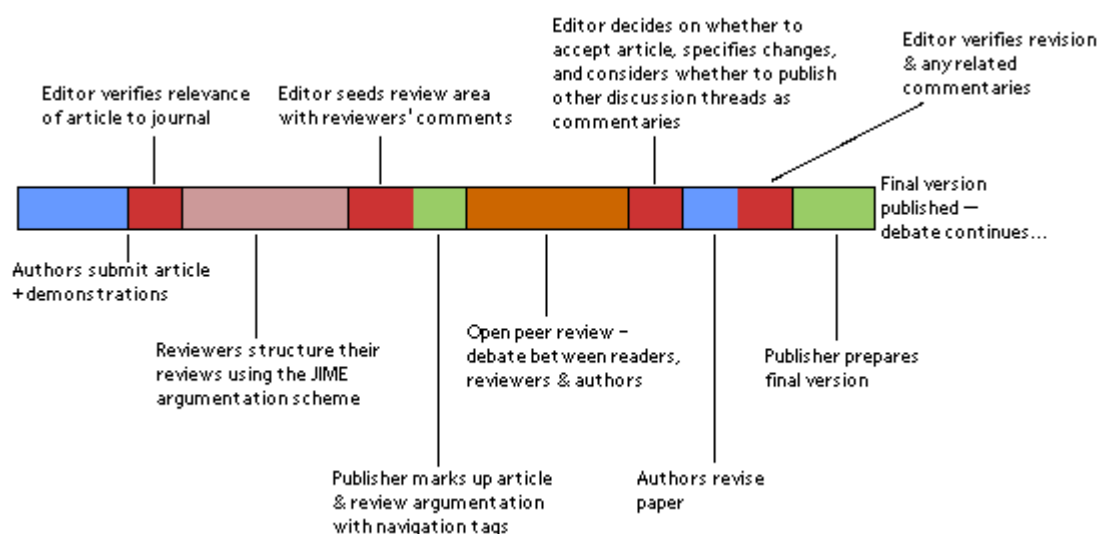 Editor decides on whether to
accept article, specifies changes,
and considers whether to publish
other discussion threads as
commentaries
Editor verifies revision
& any related
commentaries
Editor verifies relevance
of article to journal
Editor seeds review area
with reviewers' comments
Final version
published –
debate continues...
Authors submit article
+demonstrations
Reviewers structure their
reviews using the JIME
argumentation scheme
Open peer review –
debate between readers,
reviewers & authors
Publisher prepares
final version
Publisher marks up article
& review argumentation
with navigation tags
Authors revise
paper